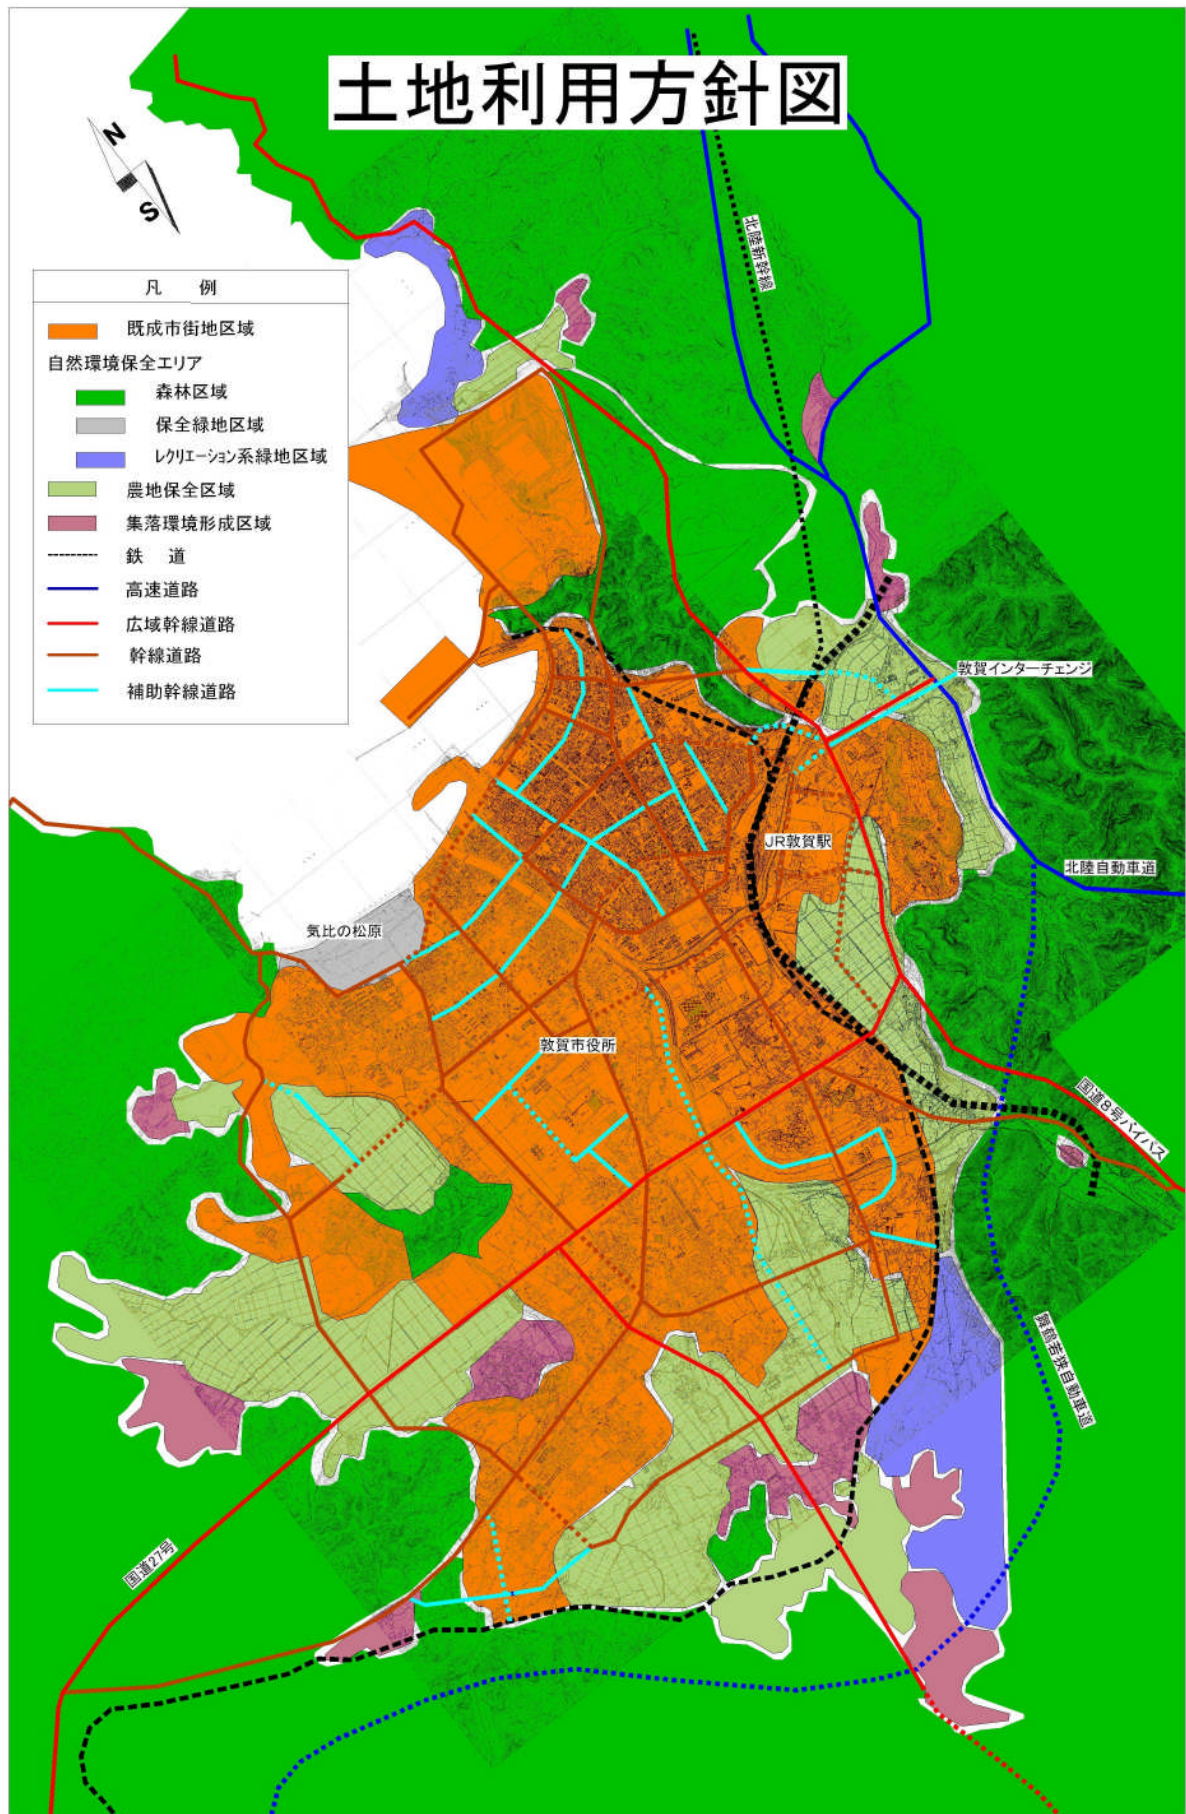 土地利用方針図
N
S
北陸新幹線
凡 例
既成市街地区域
自然環境保全エリア
森林区域
保全緑地区域
ﾚｸﾘｴｰｼｮﾝ系緑地区域
農地保全区域
集落環境形成区域
鉄 道
高速道路
広域幹線道路
幹線道路
補助幹線道路
敦賀インターチェンジ
JR敦賀駅
北陸自動車道
気比の松原
敦賀市役所
国道8号バイパス
舞鶴若狭自動車道
国道27号